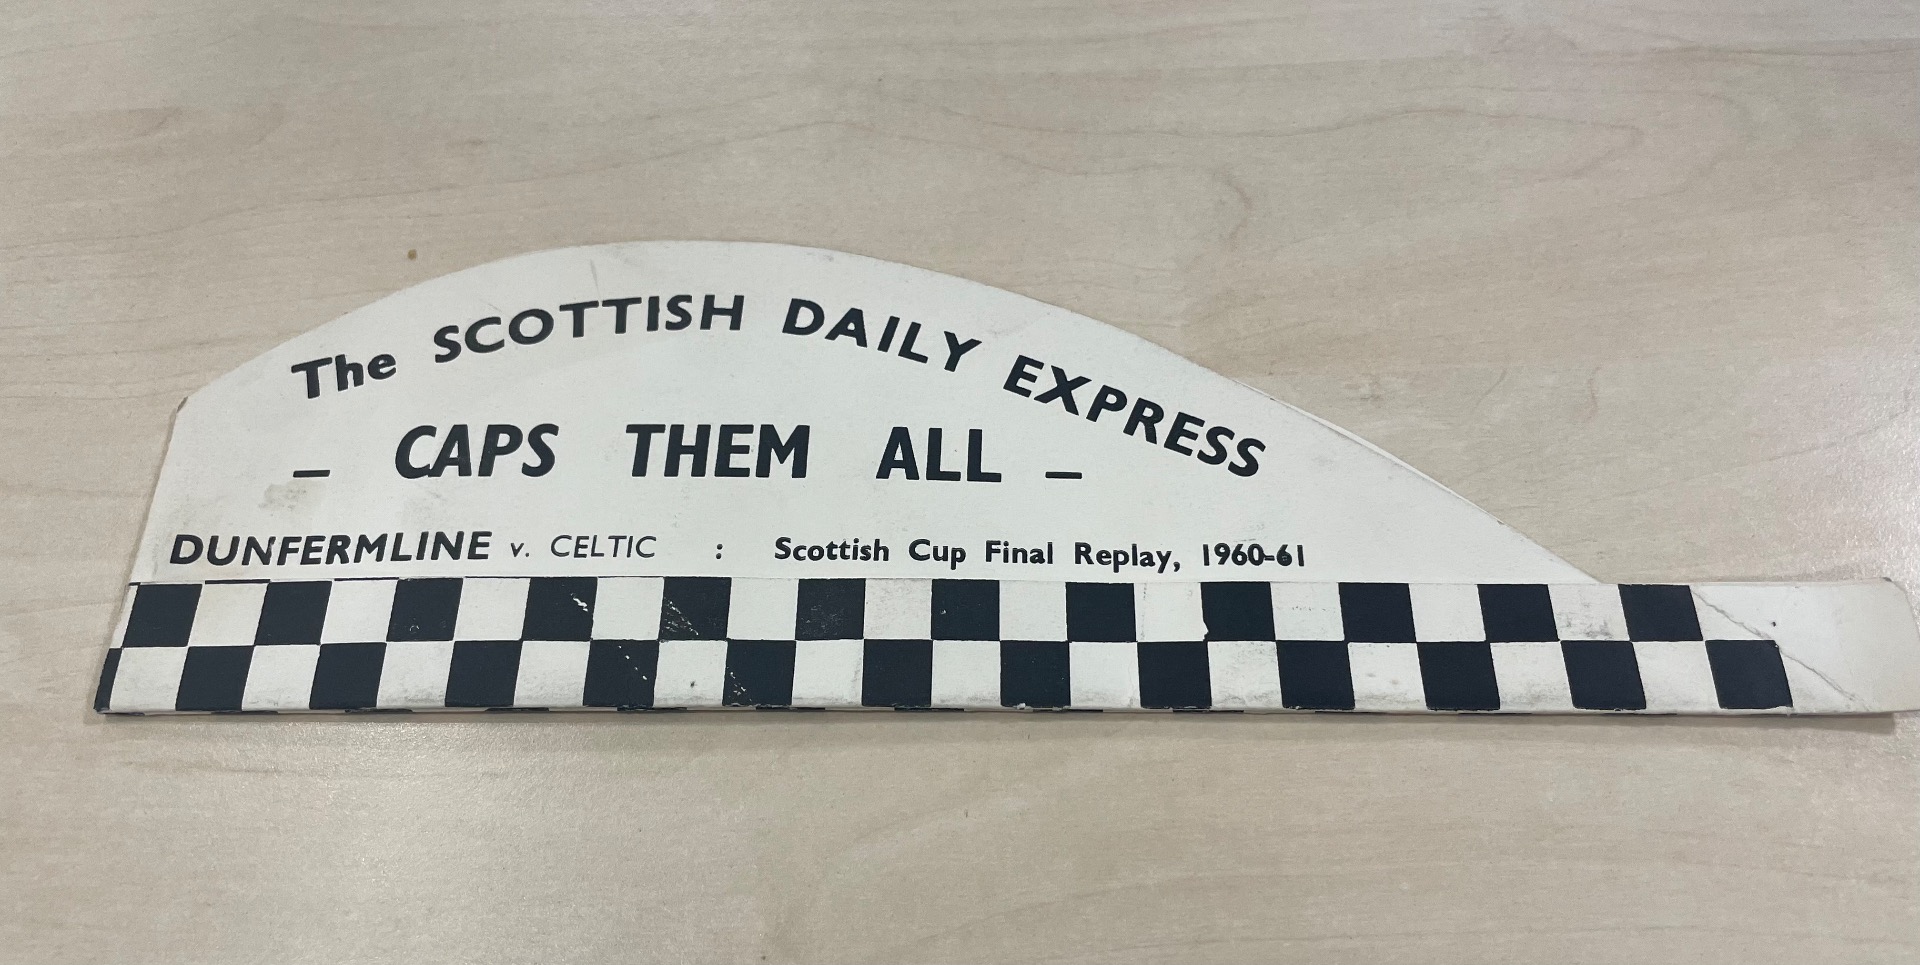 The SCOTTISH DAILY EXPRESS
– CAPS THEM ALL –
DUNFERMLINE v. CELTIC : Scottish Cup Final Replay, 1960-61